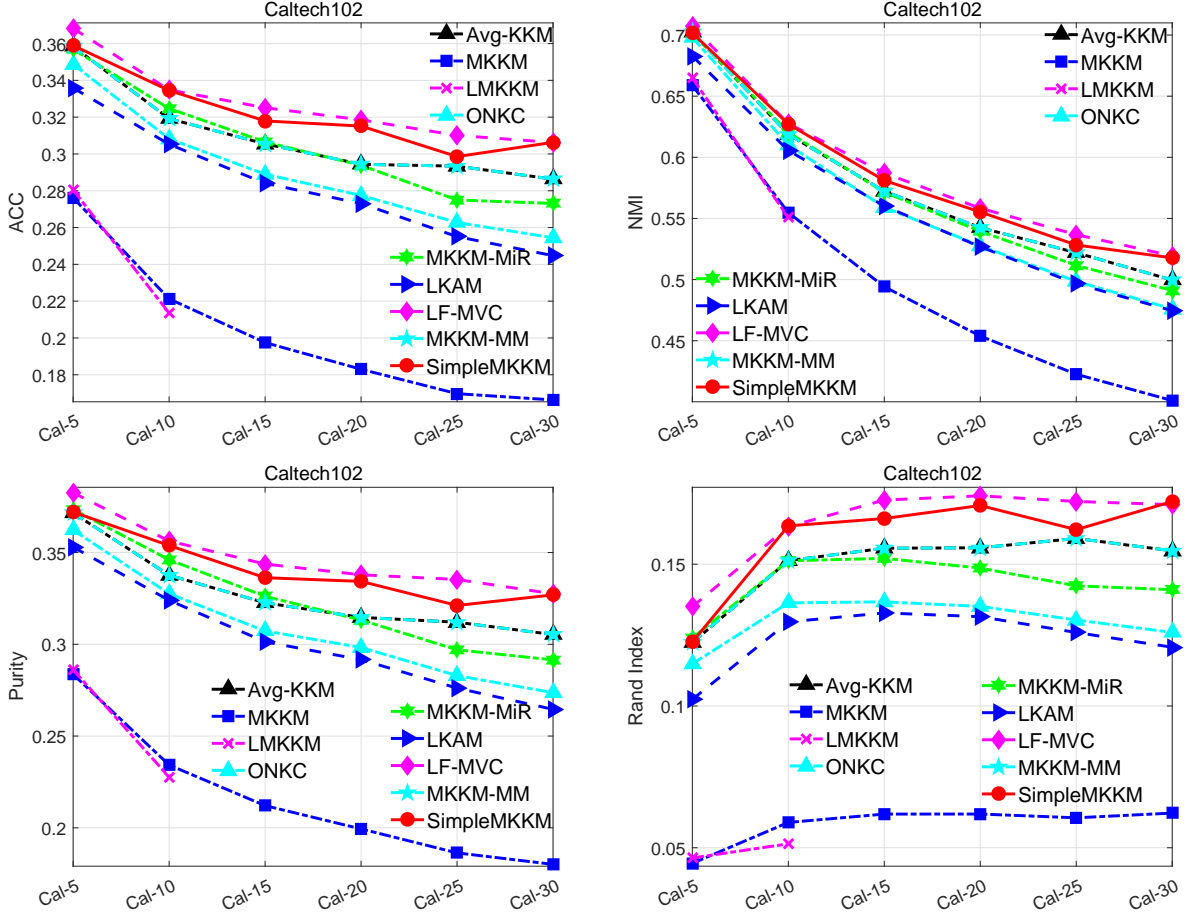 Caltech102
0.36
0.34
0.32
0.3
0.28
0.26
0.24
0.22
0.2
0.18
ACC
Avg-KKM
MKKM
LMKKM
ONKC
MKKM-MiR
LKAM
LF-MVC
MKKM-MM
SimpleMKKM
Cal-5
Cal-10
Cal-15
Cal-20
Cal-25
Cal-30
Caltech102
0.7
0.65
0.6
0.55
0.5
0.45
NMI
Avg-KKM
MKKM
LMKKM
ONKC
MKKM-MiR
LKAM
LF-MVC
MKKM-MM
SimpleMKKM
Cal-5
Cal-10
Cal-15
Cal-20
Cal-25
Cal-30
Caltech102
0.35
0.3
0.25
0.2
Purity
Avg-KKM
MKKM
LMKKM
ONKC
MKKM-MiR
LKAM
LF-MVC
MKKM-MM
SimpleMKKM
Cal-5
Cal-10
Cal-15
Cal-20
Cal-25
Cal-30
Caltech102
0.15
0.1
0.05
Rand Index
Avg-KKM
MKKM
LMKKM
ONKC
MKKM-MiR
LKAM
LF-MVC
MKKM-MM
SimpleMKKM
Cal-5
Cal-10
Cal-15
Cal-20
Cal-25
Cal-30